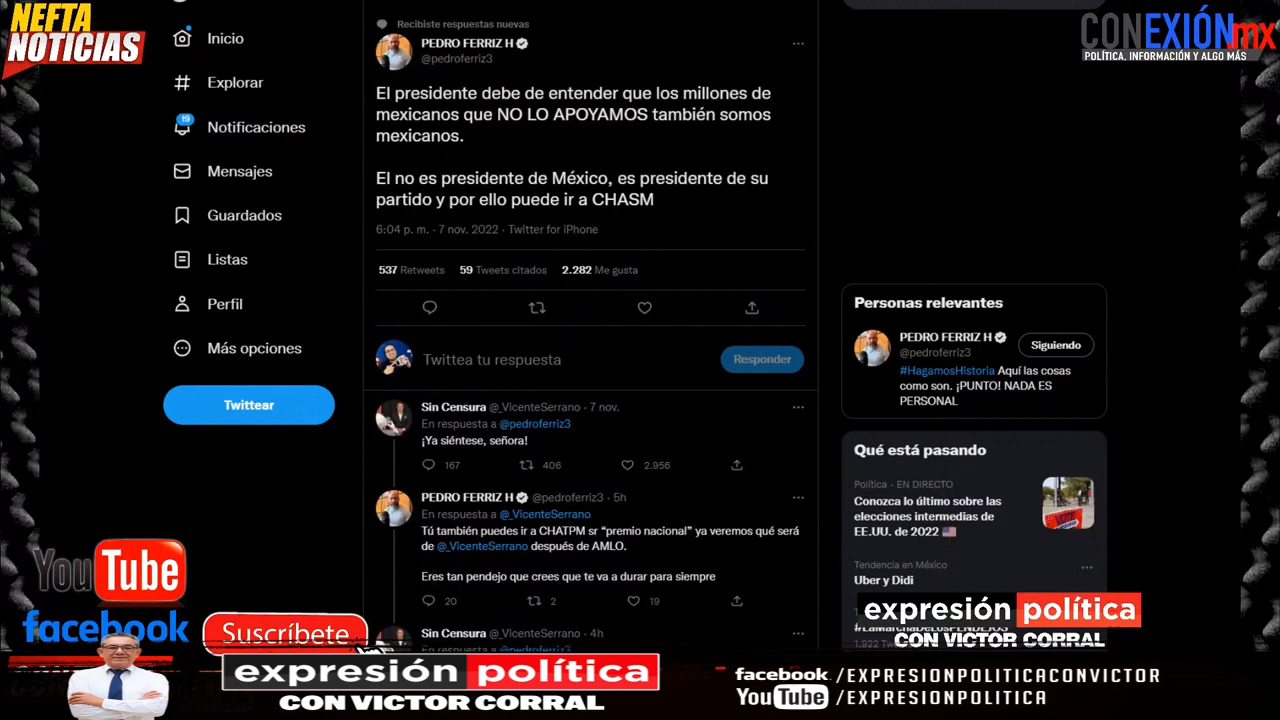 NEFTA
NOTICIAS
CONEXIÓNmx
POLÍTICA, INFORMACIÓN Y ALGO MÁS
Inicio
Explorar
19
Notificaciones
Mensajes
Guardados
Listas
Perfil
Más opciones
Twittear
Recibiste respuestas nuevas
PEDRO FERRIZ H
@pedroferriz3
El presidente debe de entender que los millones de
mexicanos que NO LO APOYAMOS también somos
mexicanos.
El no es presidente de México, es presidente de su
partido y por ello puede ir a CHASM
6:04 p. m. · 7 nov. 2022 · Twitter for iPhone
537 Retweets 59 Tweets citados 2.282 Me gusta
Twittea tu respuesta
Responder
Sin Censura @_VicenteSerrano · 7 nov.
En respuesta a @pedroferriz3
¡Ya siéntese, señora!
167 406 2.956
PEDRO FERRIZ H @pedroferriz3 · 5h
En respuesta a @_VicenteSerrano
Tú también puedes ir a CHATPM sr “premio nacional” ya veremos qué será
de @_VicenteSerrano después de AMLO.
Eres tan pendejo que crees que te va a durar para siempre
20 2 19
Sin Censura @_VicenteSerrano · 4h
En respuesta a @pedroferriz3
Personas relevantes
PEDRO FERRIZ H
@pedroferriz3
Siguiendo
#HagamosHistoria Aquí las cosas
como son. ¡PUNTO! NADA ES
PERSONAL
Qué está pasando
Política · EN DIRECTO
Conozca lo último sobre las
elecciones intermedias de
EE.UU. de 2022
VOTE
Tendencia en México
Uber y Didi
expresión política
CON VICTOR CORRAL
YouTube
facebook
Suscríbete
expresión política
CON VICTOR CORRAL
facebook /EXPRESIONPOLITICACONVICTOR
YouTube /EXPRESIONPOLITICA